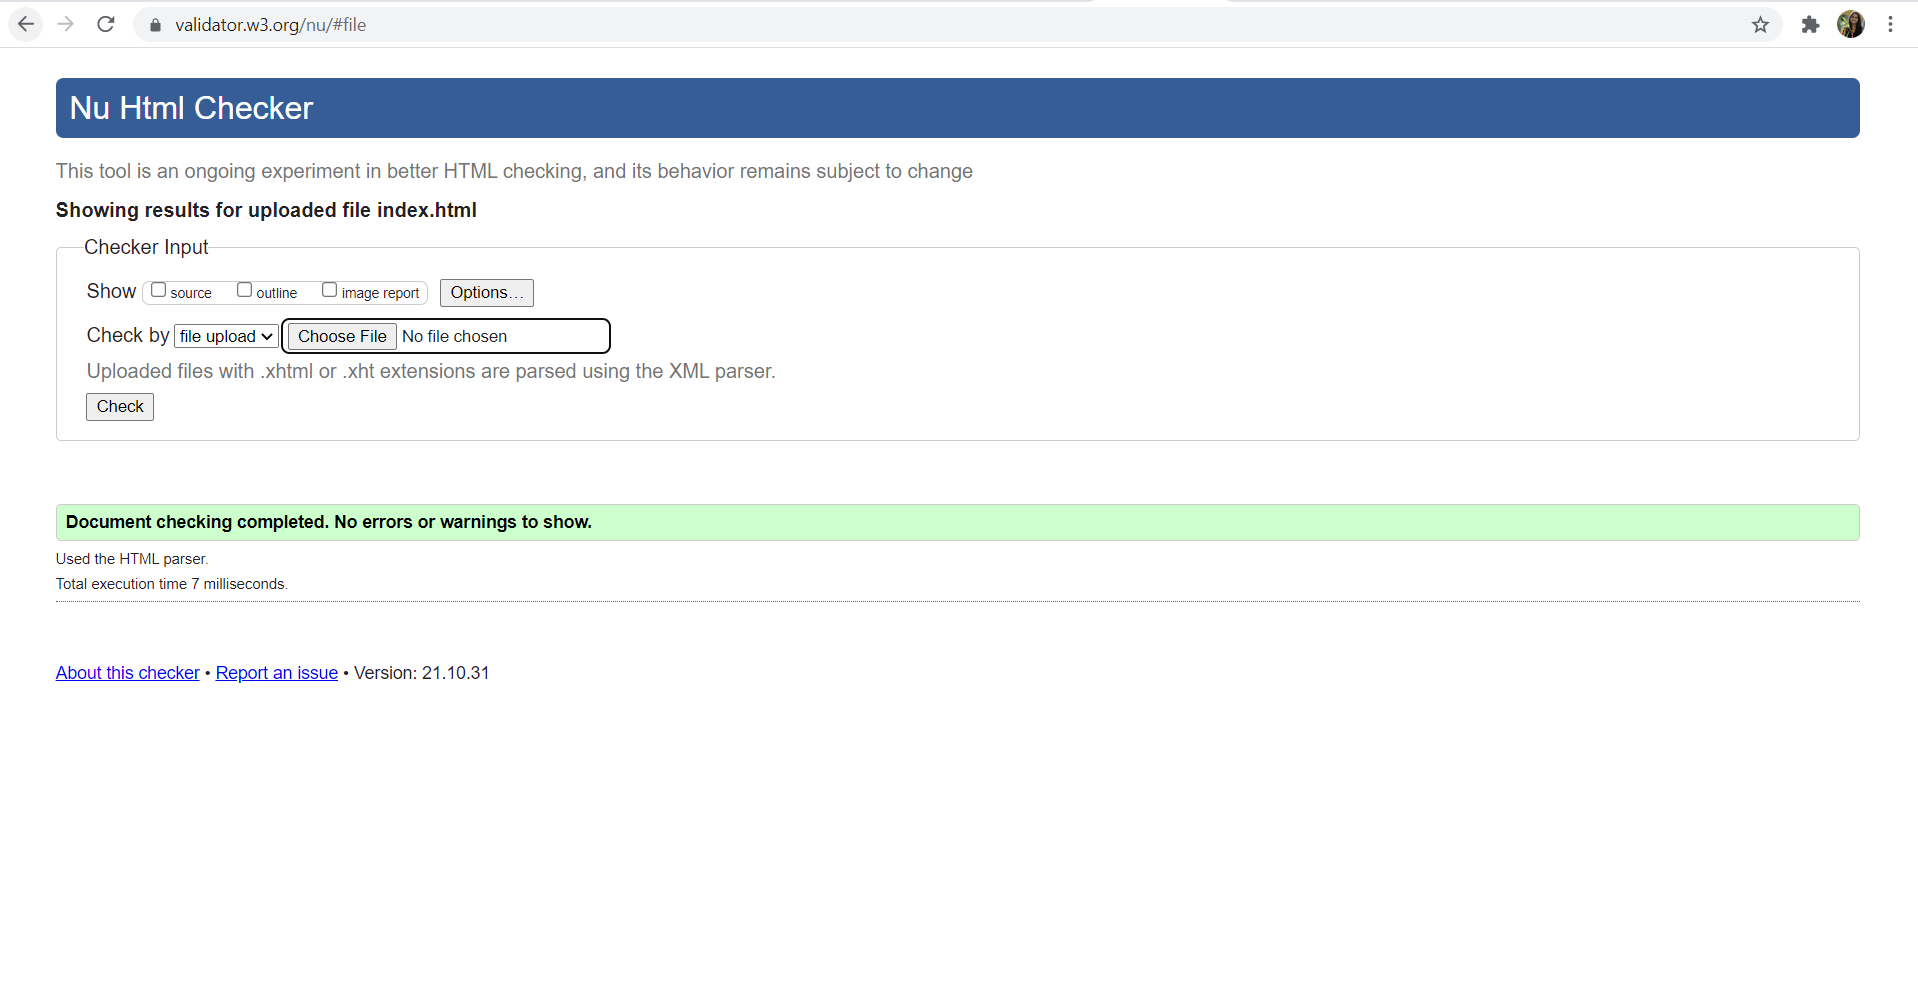 validator.w3.org/nu/#file
Nu Html Checker
This tool is an ongoing experiment in better HTML checking, and its behavior remains subject to change
Showing results for uploaded file index.html
Checker Input
Show source outline image report Options…
Check by file upload Choose File No file chosen
Uploaded files with .xhtml or .xht extensions are parsed using the XML parser.
Check
Document checking completed. No errors or warnings to show.
Used the HTML parser.
Total execution time 7 milliseconds.
About this checker • Report an issue • Version: 21.10.31